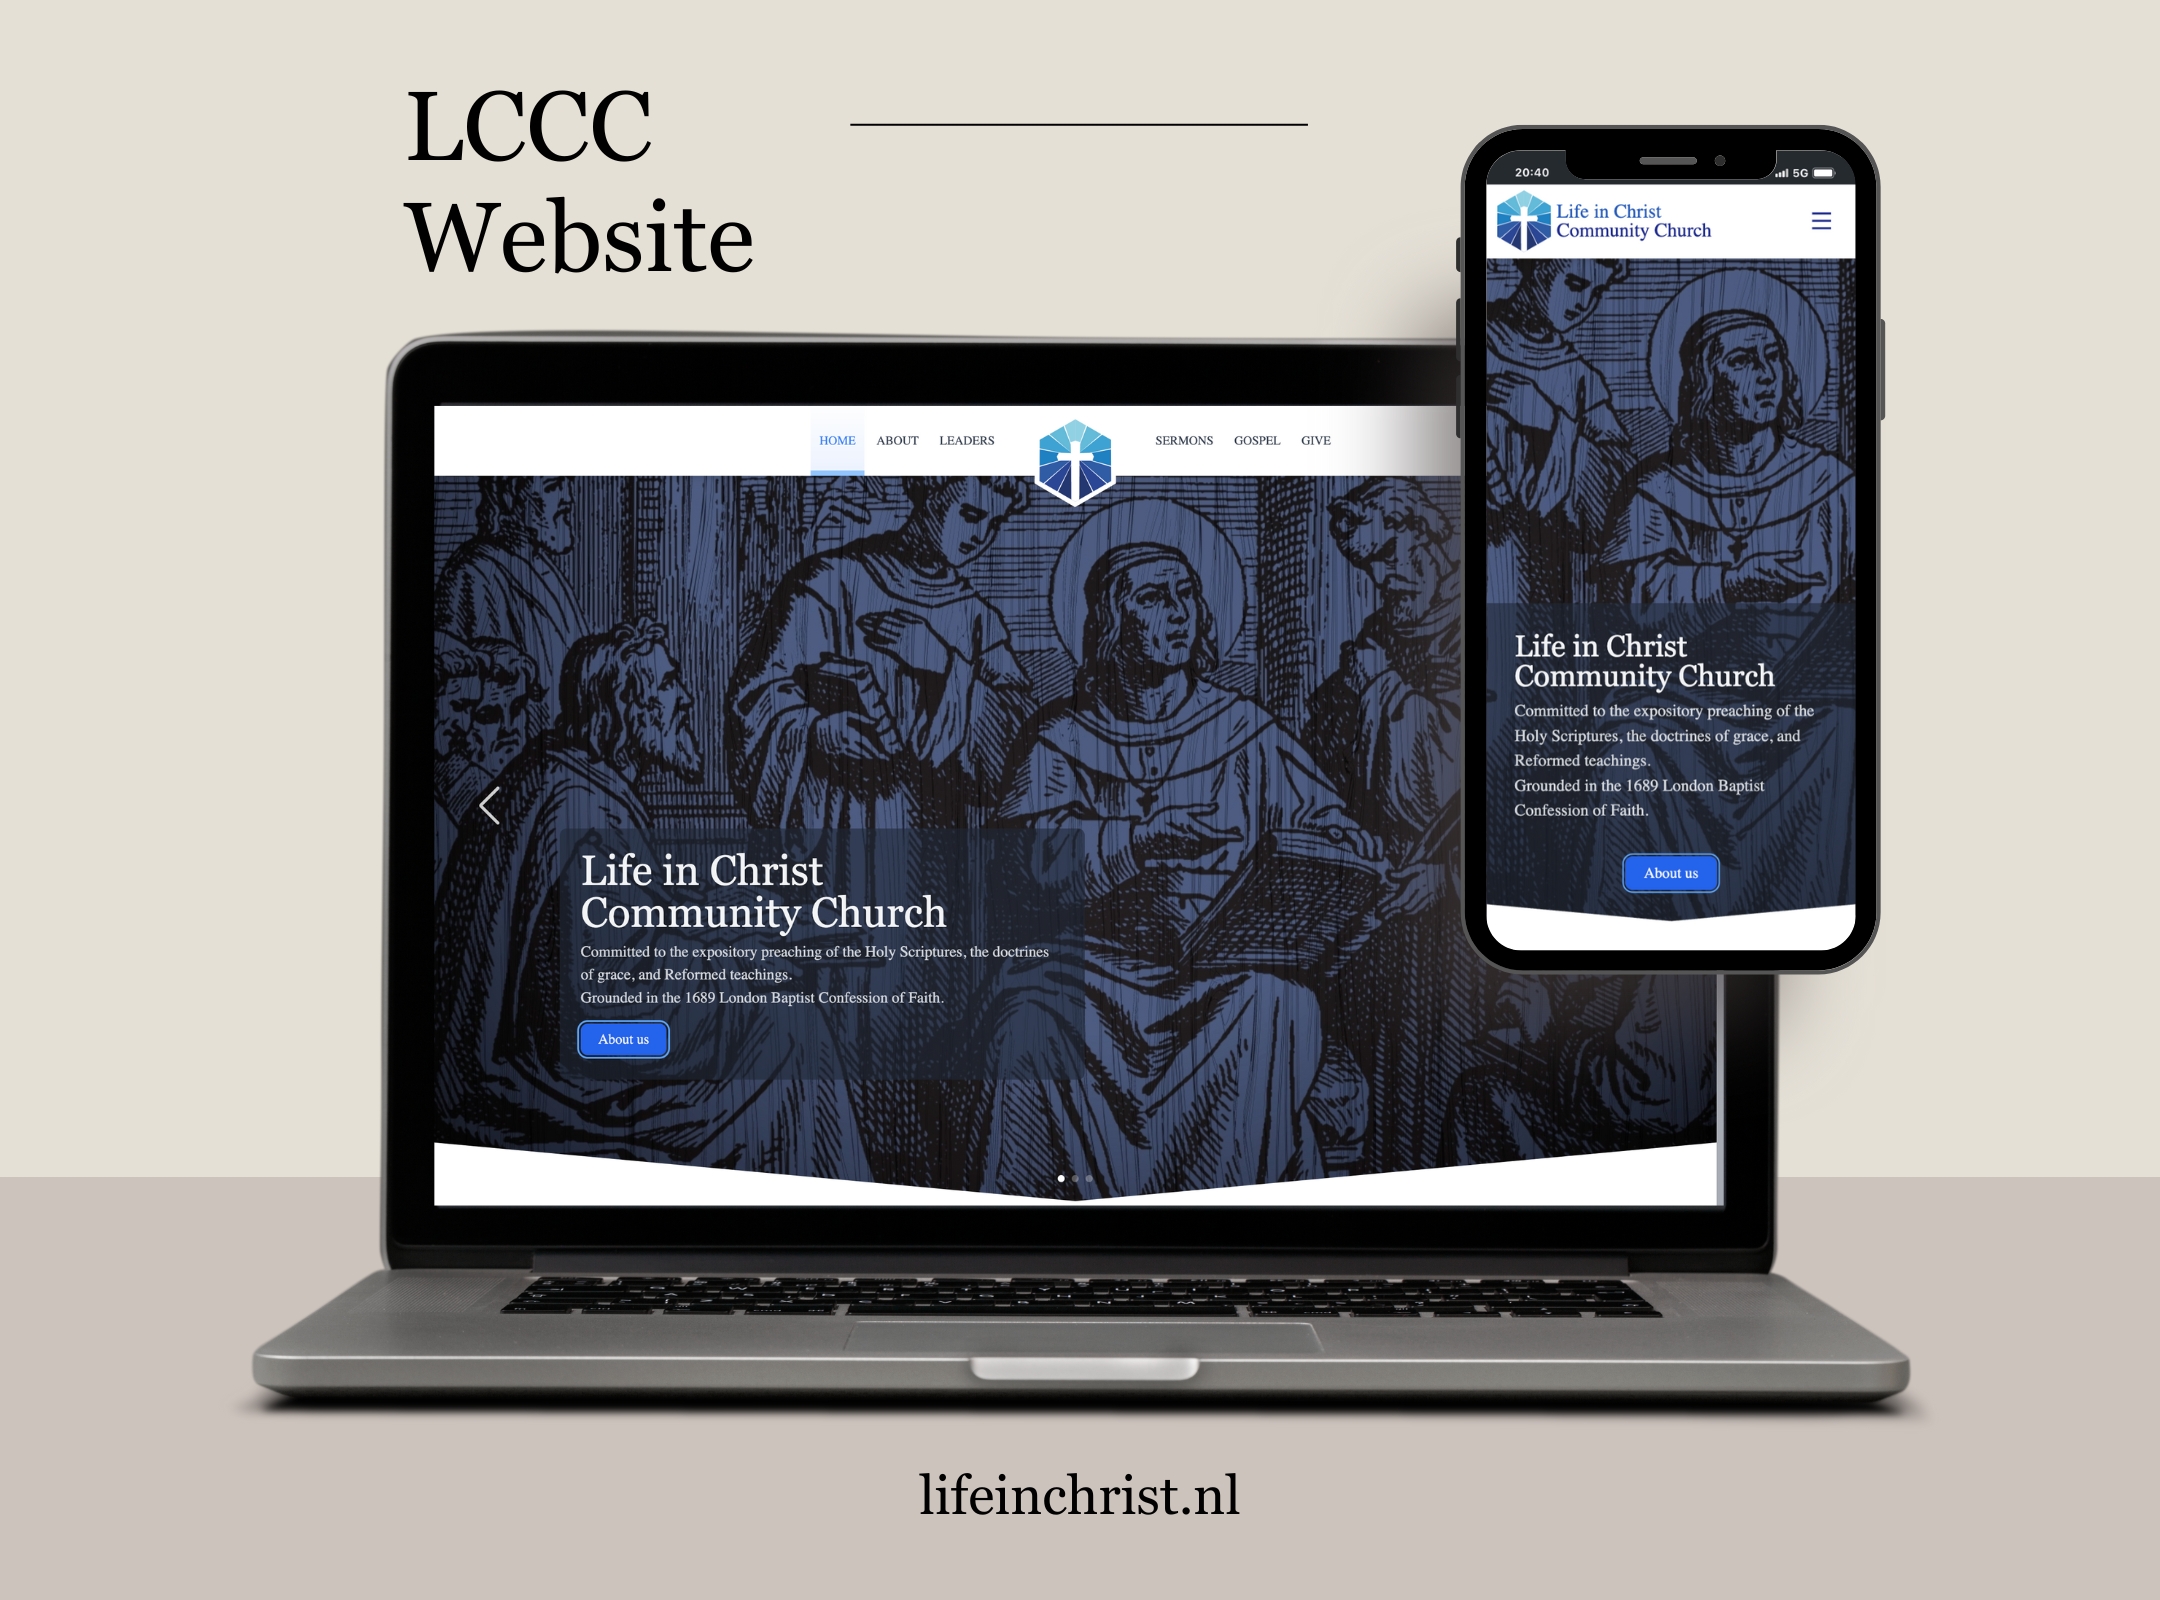 LCCC
Website
HOME ABOUT LEADERS SERMONS GOSPEL GIVE
Life in Christ
Community Church
Committed to the expository preaching of the Holy Scriptures, the doctrines
of grace, and Reformed teachings.
Grounded in the 1689 London Baptist Confession of Faith.
About us
20:40 5G
Life in Christ
Community Church
Life in Christ
Community Church
Committed to the expository preaching of the
Holy Scriptures, the doctrines of grace, and
Reformed teachings.
Grounded in the 1689 London Baptist
Confession of Faith.
About us
lifeinchrist.nl